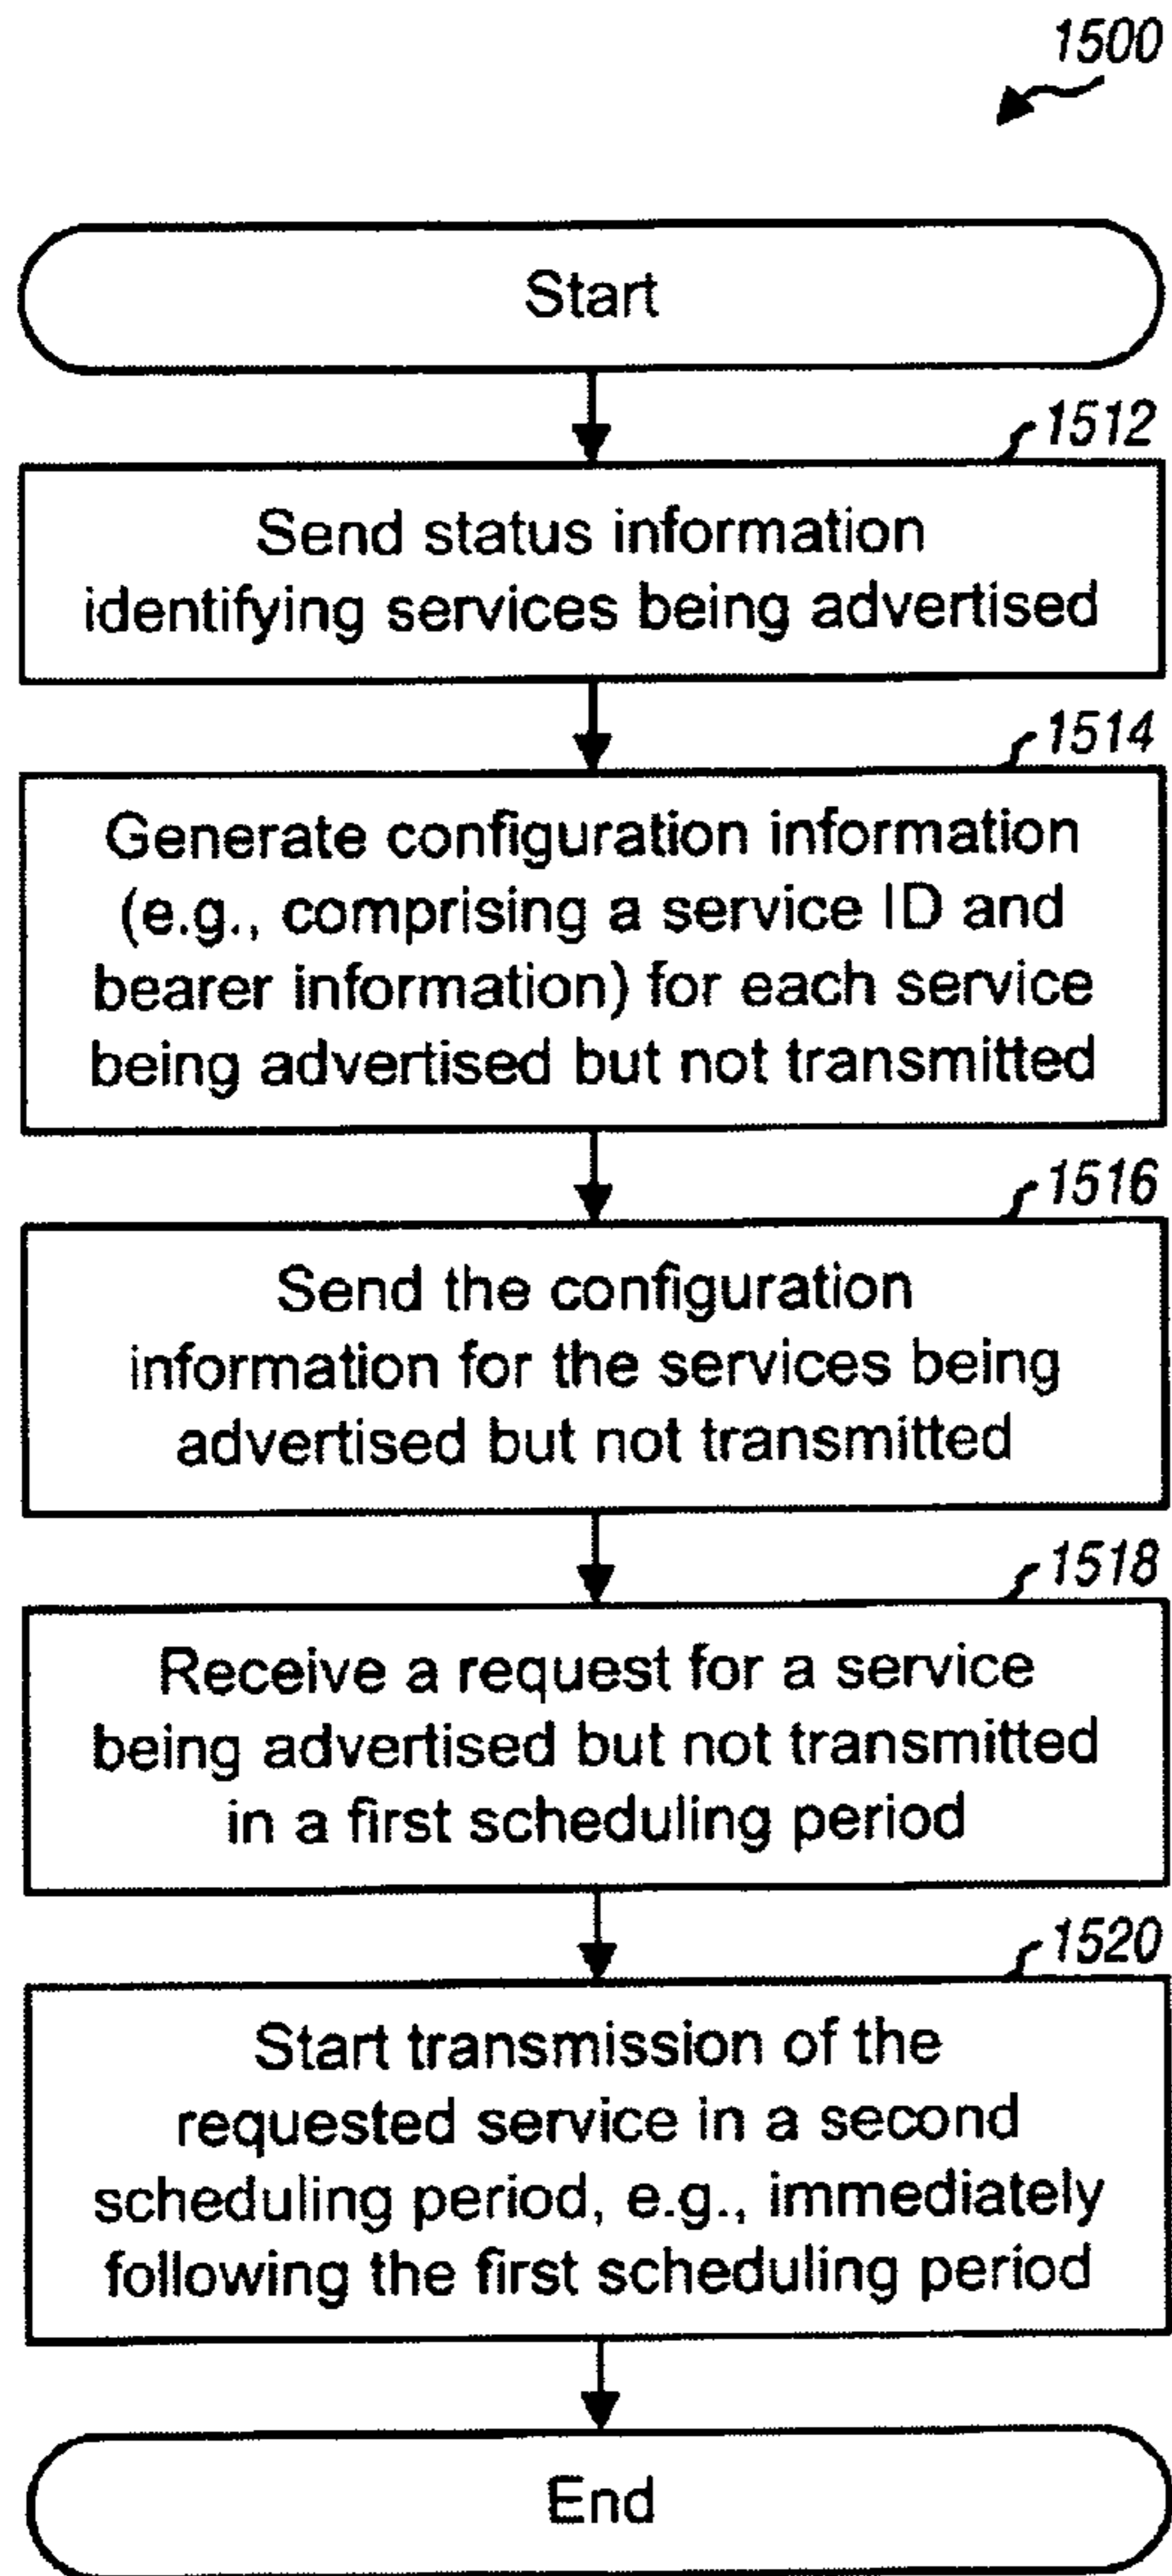 1500
Start
1512
Send status information
identifying services being advertised
1514
Generate configuration information
(e.g., comprising a service ID and
bearer information) for each service
being advertised but not transmitted
1516
Send the configuration
information for the services being
advertised but not transmitted
1518
Receive a request for a service
being advertised but not transmitted
in a first scheduling period
1520
Start transmission of the
requested service in a second
scheduling period, e.g., immediately
following the first scheduling period
End